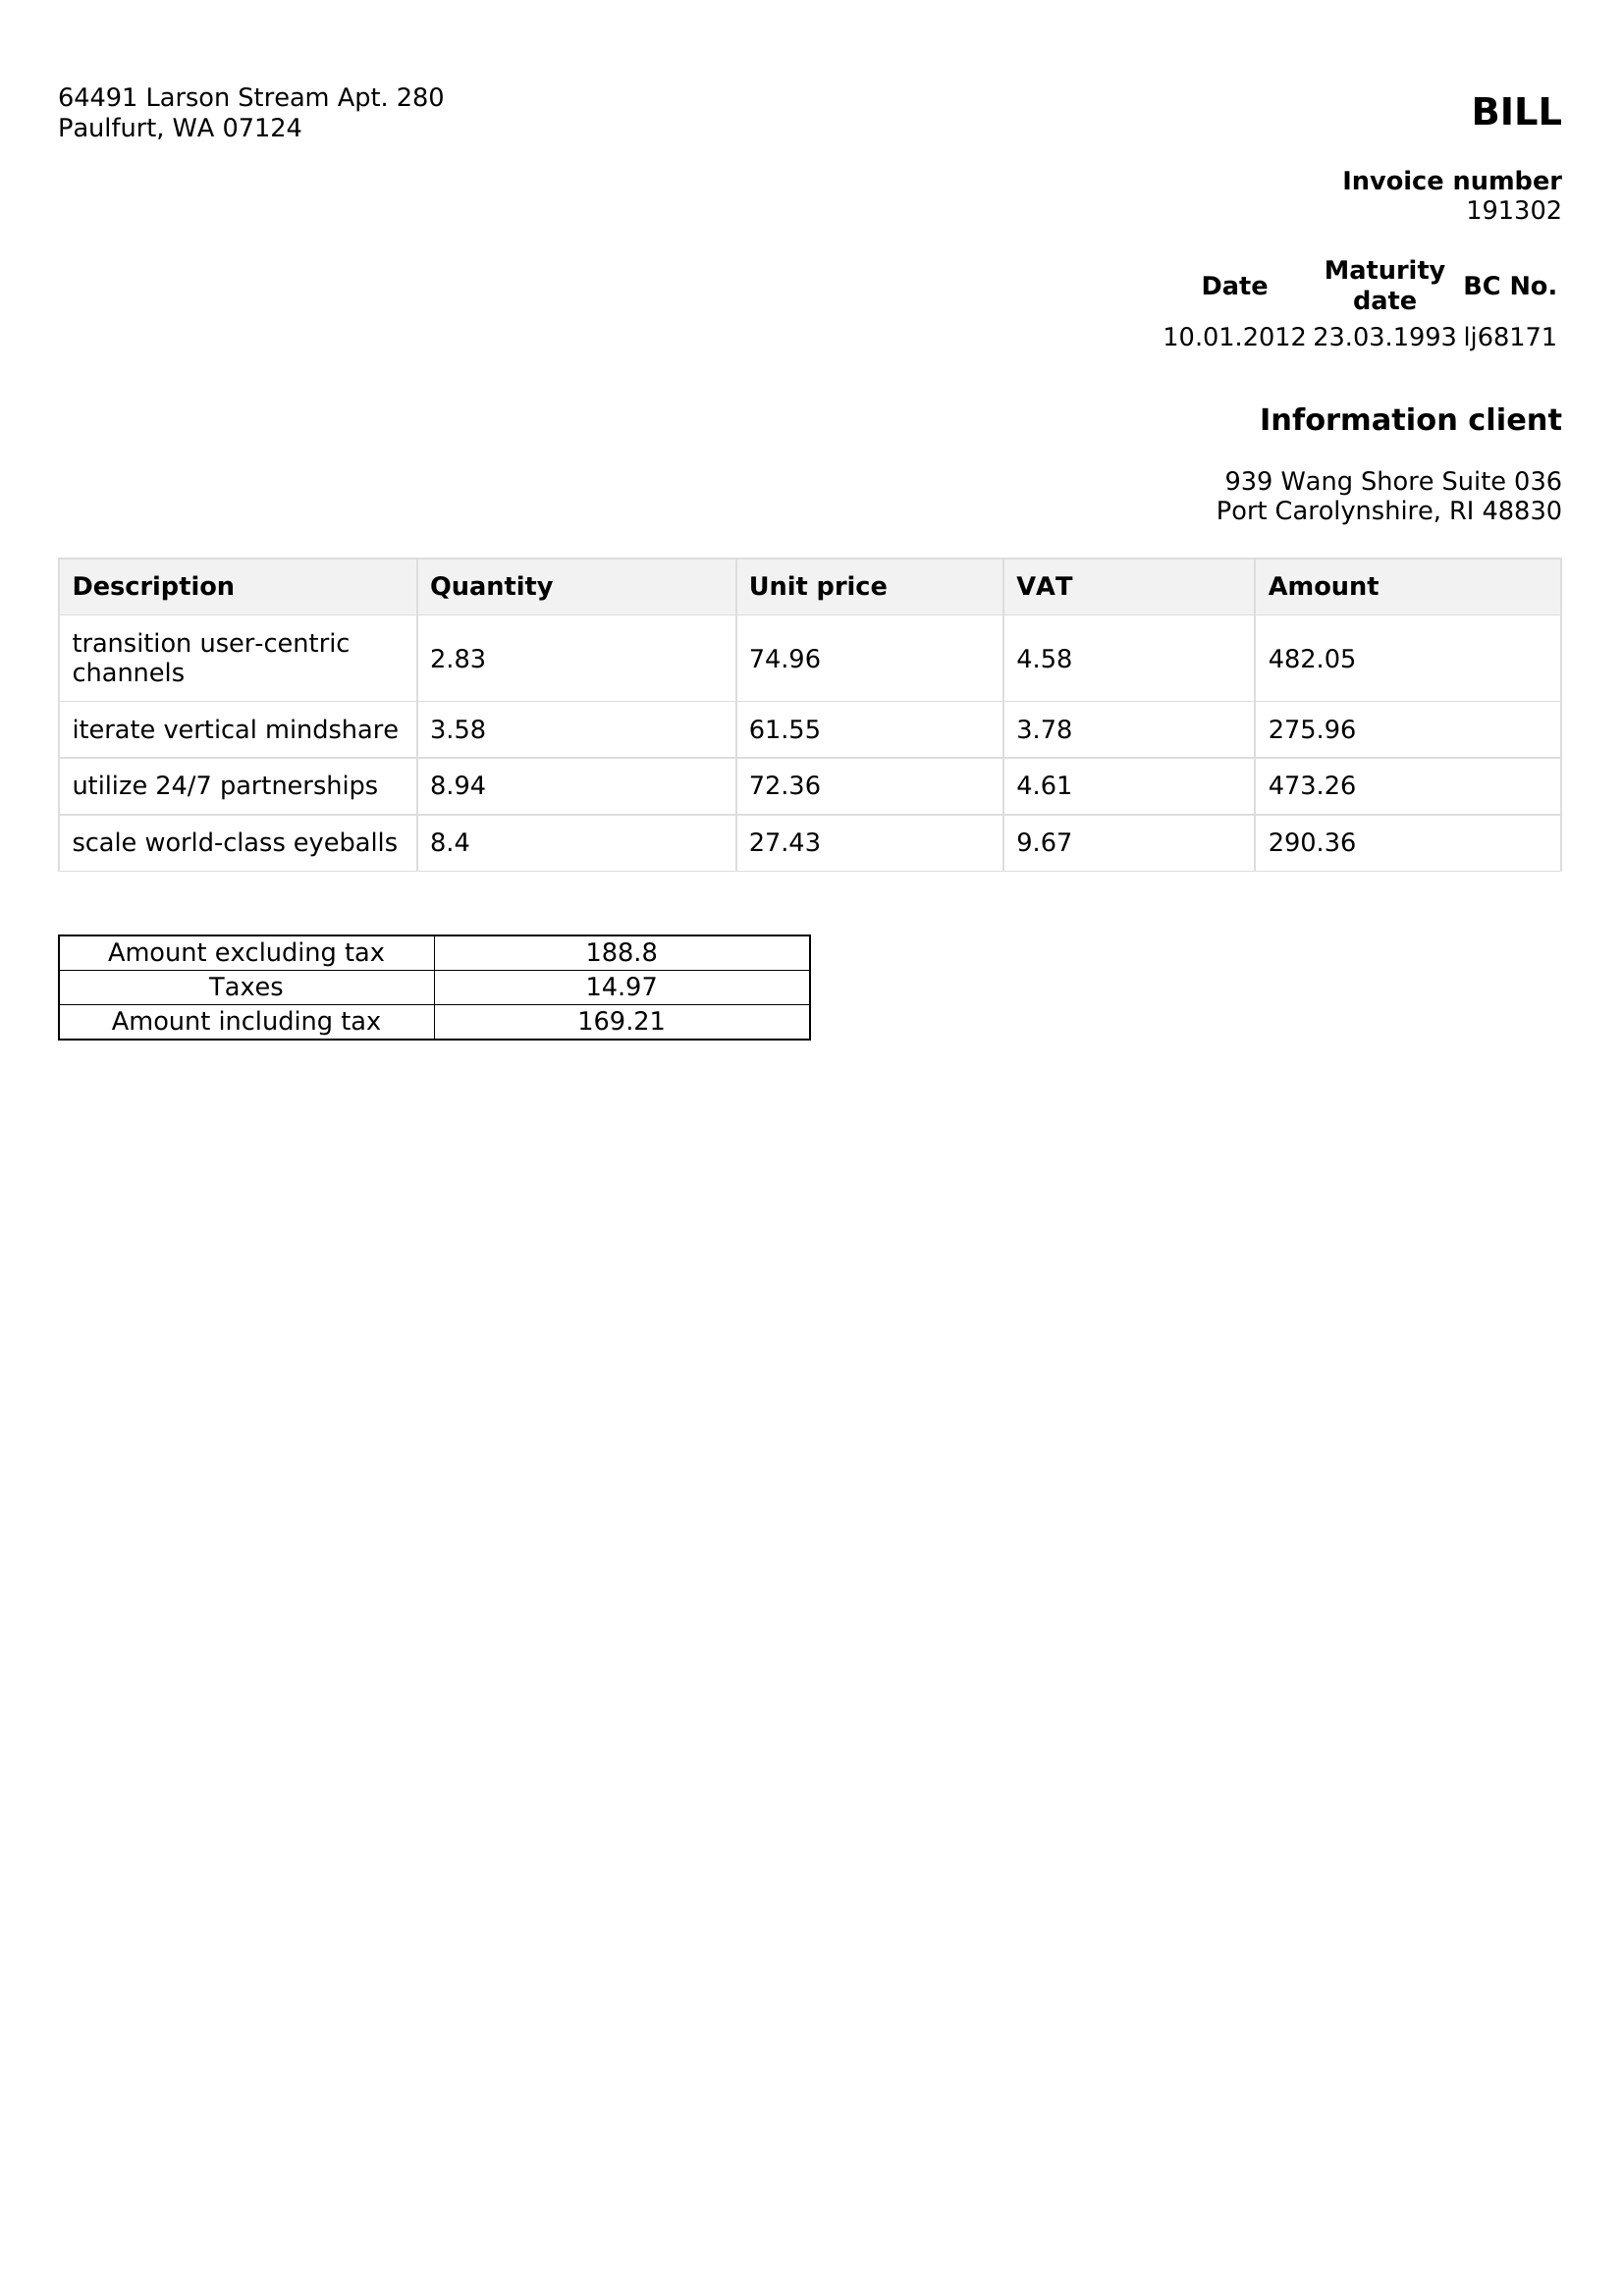 64491 Larson Stream Apt. 280
Paulfurt, WA 07124
BILL
Invoice number
191302
Date Maturity date BC No.
10.01.2012 23.03.1993 lj68171
Information client
939 Wang Shore Suite 036
Port Carolynshire, RI 48830
Description Quantity Unit price VAT Amount
transition user-centric
channels 2.83 74.96 4.58 482.05
iterate vertical mindshare 3.58 61.55 3.78 275.96
utilize 24/7 partnerships 8.94 72.36 4.61 473.26
scale world-class eyeballs 8.4 27.43 9.67 290.36
Amount excluding tax 188.8
Taxes 14.97
Amount including tax 169.21